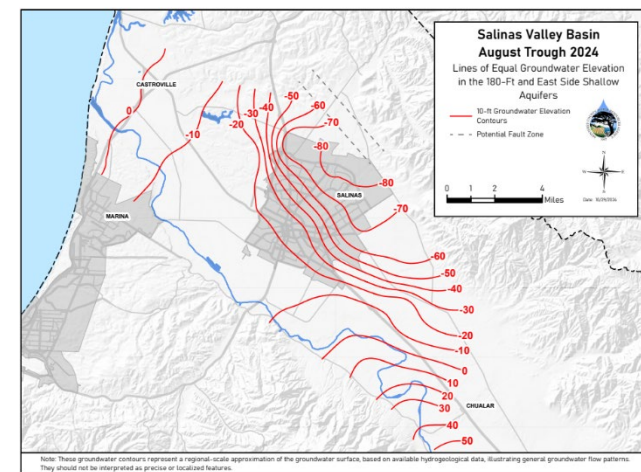 Salinas Valley Basin
August Trough 2024
Lines of Equal Groundwater Elevation
in the 180-Ft and East Side Shallow
Aquifers
10-ft Groundwater Elevation
Contours
Potential Fault Zone
0 1 2 4
Miles
CASTROVILLE
0
-10
-20
-30
-40
-50
-60
-70
-80
SALINAS
-80
-70
MARINA
-60
-50
-40
-30
-20
-10
0
10
20
30
CHUALAR
40
50
Note: These groundwater contours represent a regional-scale approximation of the groundwater surface, based on available hydrogeological data, illustrating general groundwater flow patterns.
They should not be interpreted as precise or localized features.